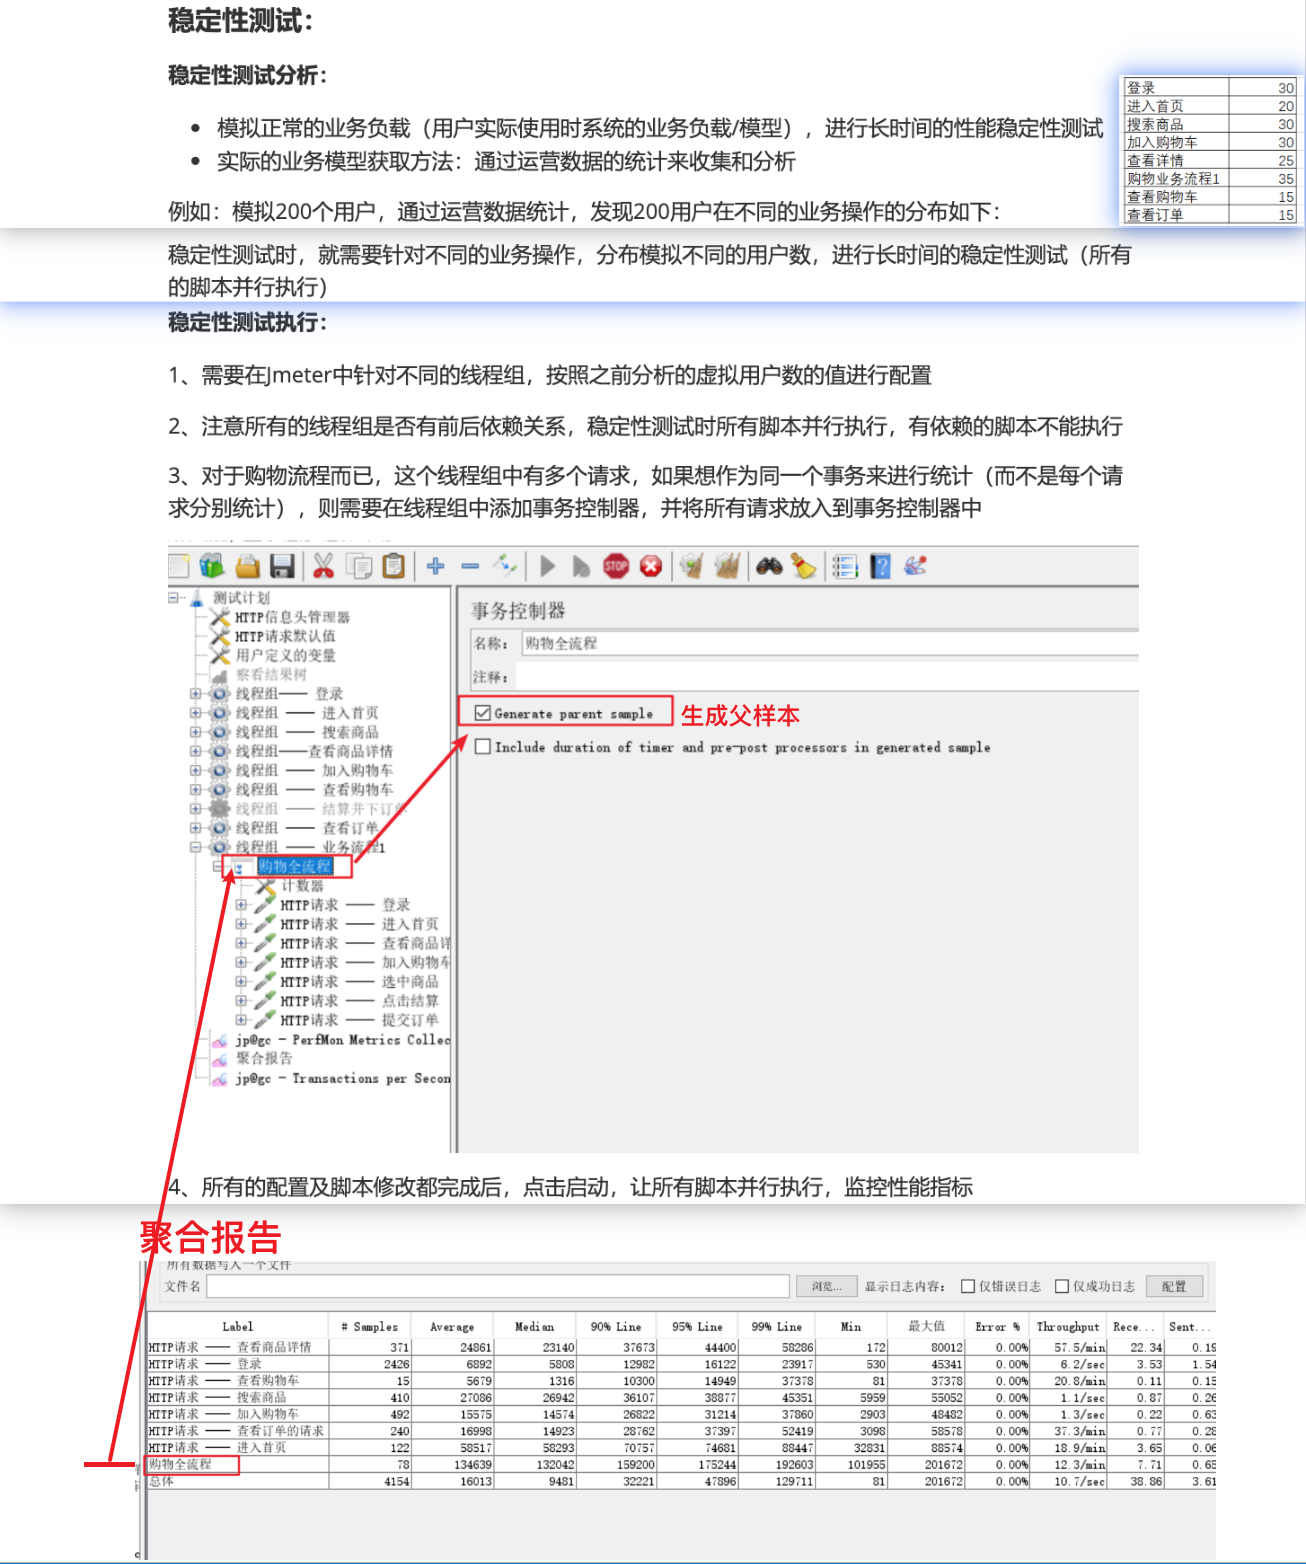 稳定性测试：
稳定性测试分析：
模拟正常的业务负载（用户实际使用时系统的业务负载/模型），进行长时间的性能稳定性测试
实际的业务模型获取方法：通过运营数据的统计来收集和分析
例如：模拟200个用户，通过运营数据统计，发现200用户在不同的业务操作的分布如下：
登录 30
进入首页 20
搜索商品 30
加入购物车 30
查看详情 25
购物业务流程1 35
查看购物车 15
查看订单 15
稳定性测试时，就需要针对不同的业务操作，分布模拟不同的用户数，进行长时间的稳定性测试（所有
的脚本并行执行）
稳定性测试执行：
1、需要在Jmeter中针对不同的线程组，按照之前分析的虚拟用户数的值进行配置
2、注意所有的线程组是否有前后依赖关系，稳定性测试时所有脚本并行执行，有依赖的脚本不能执行
3、对于购物流程而已，这个线程组中有多个请求，如果想作为同一个事务来进行统计（而不是每个请
求分别统计），则需要在线程组中添加事务控制器，并将所有请求放入到事务控制器中
STOP
测试计划
HTTP信息头管理器
HTTP请求默认值
用户定义的变量
察看结果树
线程组—— 登录
线程组 —— 进入首页
线程组 —— 搜索商品
线程组——查看商品详情
线程组 —— 加入购物车
线程组 —— 查看购物车
线程组 —— 结算并下订单
线程组 —— 查看订单
线程组 —— 业务流程1
购物全流程
计数器
HTTP请求 —— 登录
HTTP请求 —— 进入首页
HTTP请求 —— 查看商品详
HTTP请求 —— 加入购物车
HTTP请求 —— 选中商品
HTTP请求 —— 点击结算
HTTP请求 —— 提交订单
jp@gc - PerfMon Metrics Collec
聚合报告
jp@gc - Transactions per Secon
事务控制器
名称： 购物全流程
注释：
Generate parent sample 生成父样本
Include duration of timer and pre-post processors in generated sample
4、所有的配置及脚本修改都完成后，点击启动，让所有脚本并行执行，监控性能指标
聚合报告
所有数据写入一个文件
文件名 浏览... 显示日志内容： 仅错误日志 仅成功日志 配置
Label # Samples Average Median 90% Line 95% Line 99% Line Min 最大值 Error % Throughput Rece... Sent...
HTTP请求 —— 查看商品详情 371 24861 23140 37673 44400 58286 172 80012 0.00% 57.5/min 22.34 0.19
HTTP请求 —— 登录 2426 6892 5808 12982 16122 23917 530 45341 0.00% 6.2/sec 3.53 1.54
HTTP请求 —— 查看购物车 15 5679 1316 10300 14949 37378 81 37378 0.00% 20.8/min 0.11 0.15
HTTP请求 —— 搜索商品 410 27086 26942 36107 38877 45351 5959 55052 0.00% 1.1/sec 0.87 0.26
HTTP请求 —— 加入购物车 492 15575 14574 26822 31214 37860 2903 48482 0.00% 1.3/sec 0.22 0.63
HTTP请求 —— 查看订单的请求 240 16998 14923 28762 37397 52419 3098 58578 0.00% 37.3/min 0.77 0.28
HTTP请求 —— 进入首页 122 58517 58293 70757 74681 88447 32831 88574 0.00% 18.9/min 3.65 0.06
购物全流程 78 134639 132042 159200 175244 192603 101955 201672 0.00% 12.3/min 7.71 0.65
总体 4154 16013 9481 32221 47896 129711 81 201672 0.00% 10.7/sec 38.86 3.61